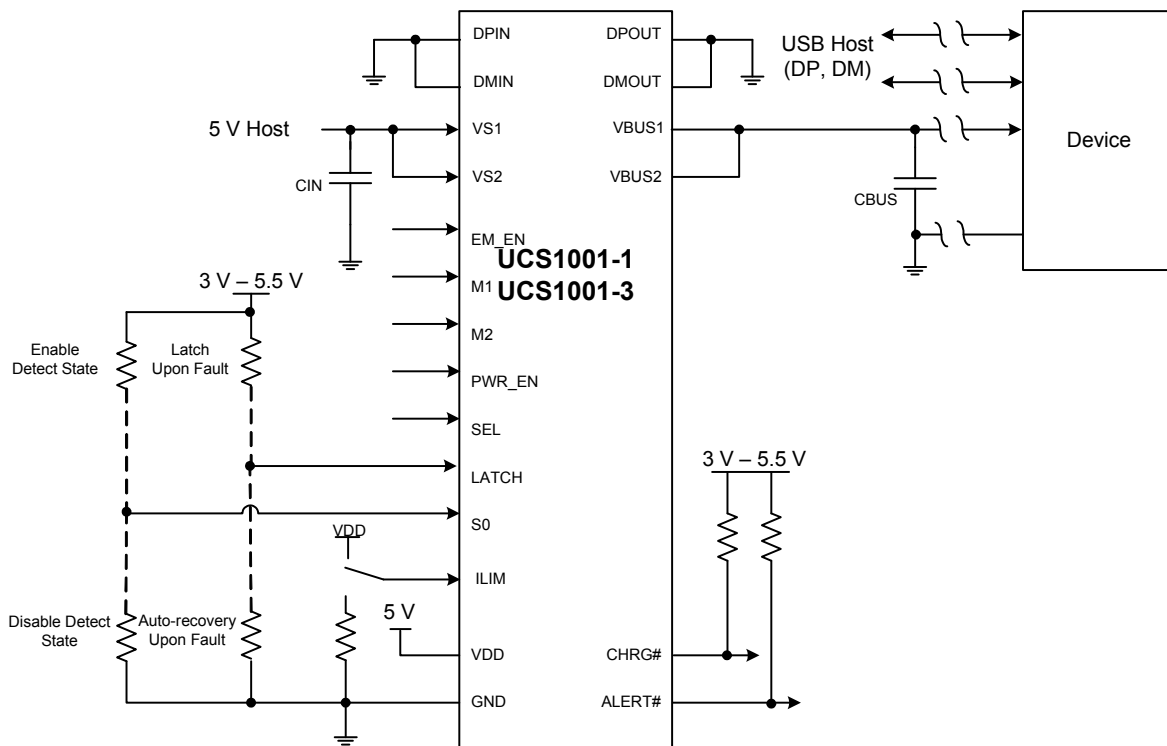 DPIN
DMIN
VS1
VS2
EM_EN
M1
M2
PWR_EN
SEL
LATCH
S0
ILIM
VDD
GND
UCS1001-1
UCS1001-3
DPOUT
DMOUT
VBUS1
VBUS2
CHRG#
ALERT#
5 V Host
CIN
3 V – 5.5 V
Enable
Detect State
Latch
Upon Fault
Disable Detect
State
Auto-recovery
Upon Fault
VDD
5 V
USB Host
(DP, DM)
CBUS
Device
3 V – 5.5 V